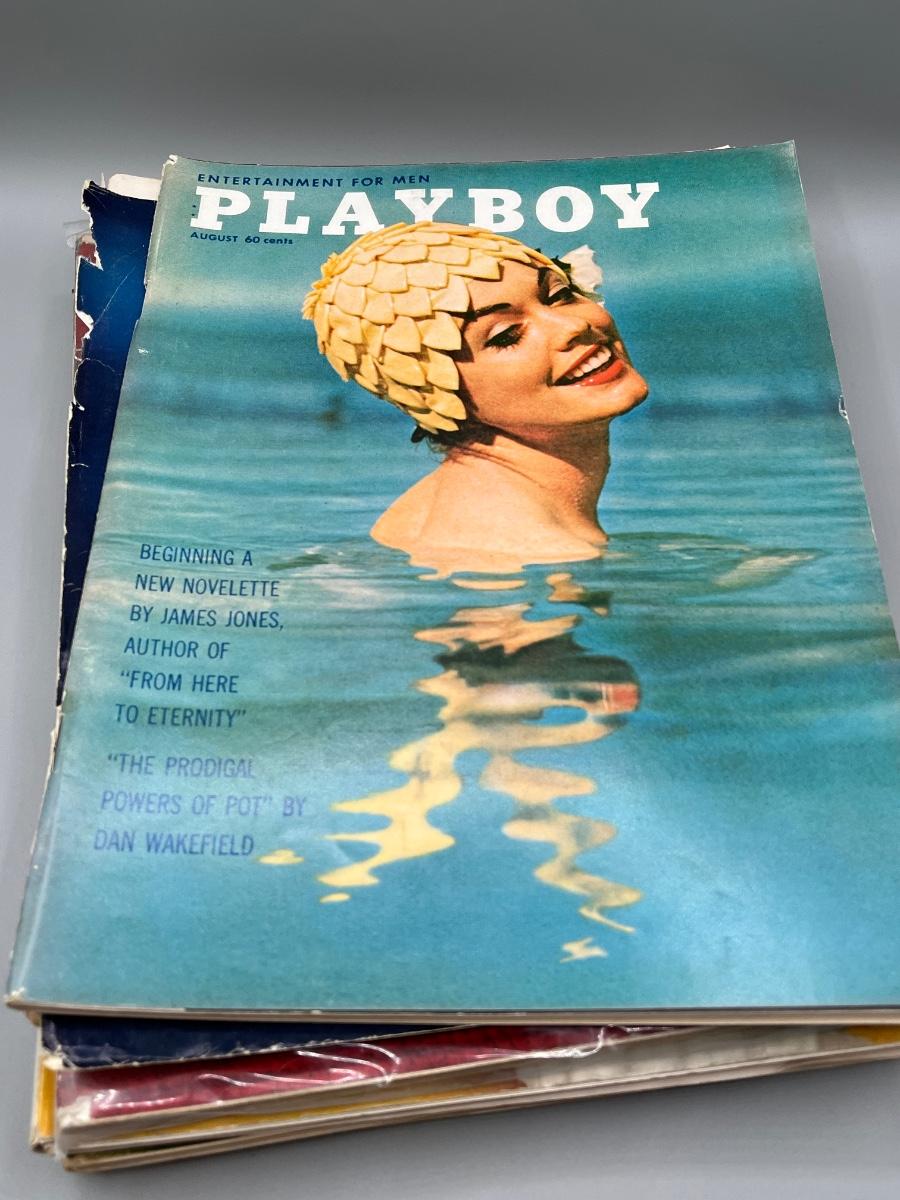 ENTERTAINMENT FOR MEN
PLAYBOY
AUGUST 60 cents
BEGINNING A
NEW NOVELETTE
BY JAMES JONES,
AUTHOR OF
“FROM HERE
TO ETERNITY”
“THE PRODIGAL
POWERS OF POT” BY
DAN WAKEFIELD